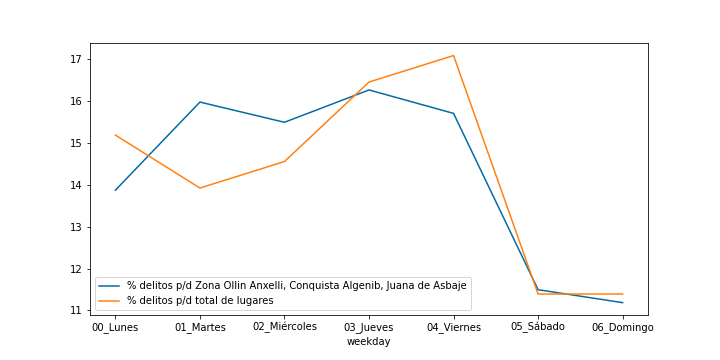 17
16
15
14
13
12
11
% delitos p/d Zona Ollin Anxelli, Conquista Algenib, Juana de Asbaje
% delitos p/d total de lugares
00_Lunes
01_Martes
02_Miércoles
03_Jueves
04_Viernes
05_Sábado
06_Domingo
weekday